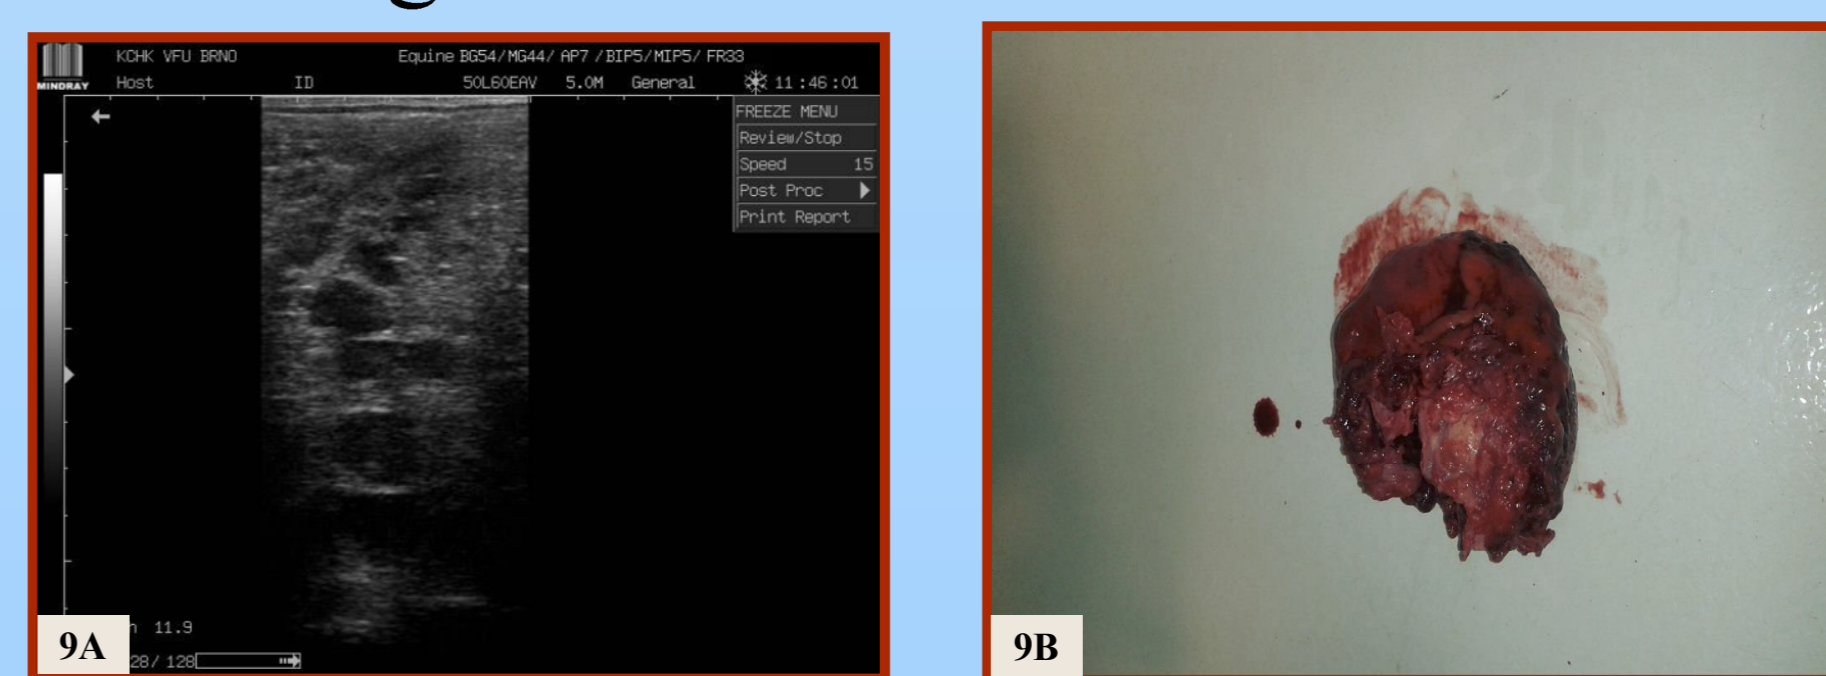 KCHK VFU BRNO
Equine BG54/MG44/ AP7 /BIP5/MIP5/ FR33
MINDRAY
Host
ID
50L60EAV
5.0M
General
11:46:01
FREEZE MENU
Review/Stop
Speed 15
Post Proc
Print Report
11.9
28/ 128
9A
9B